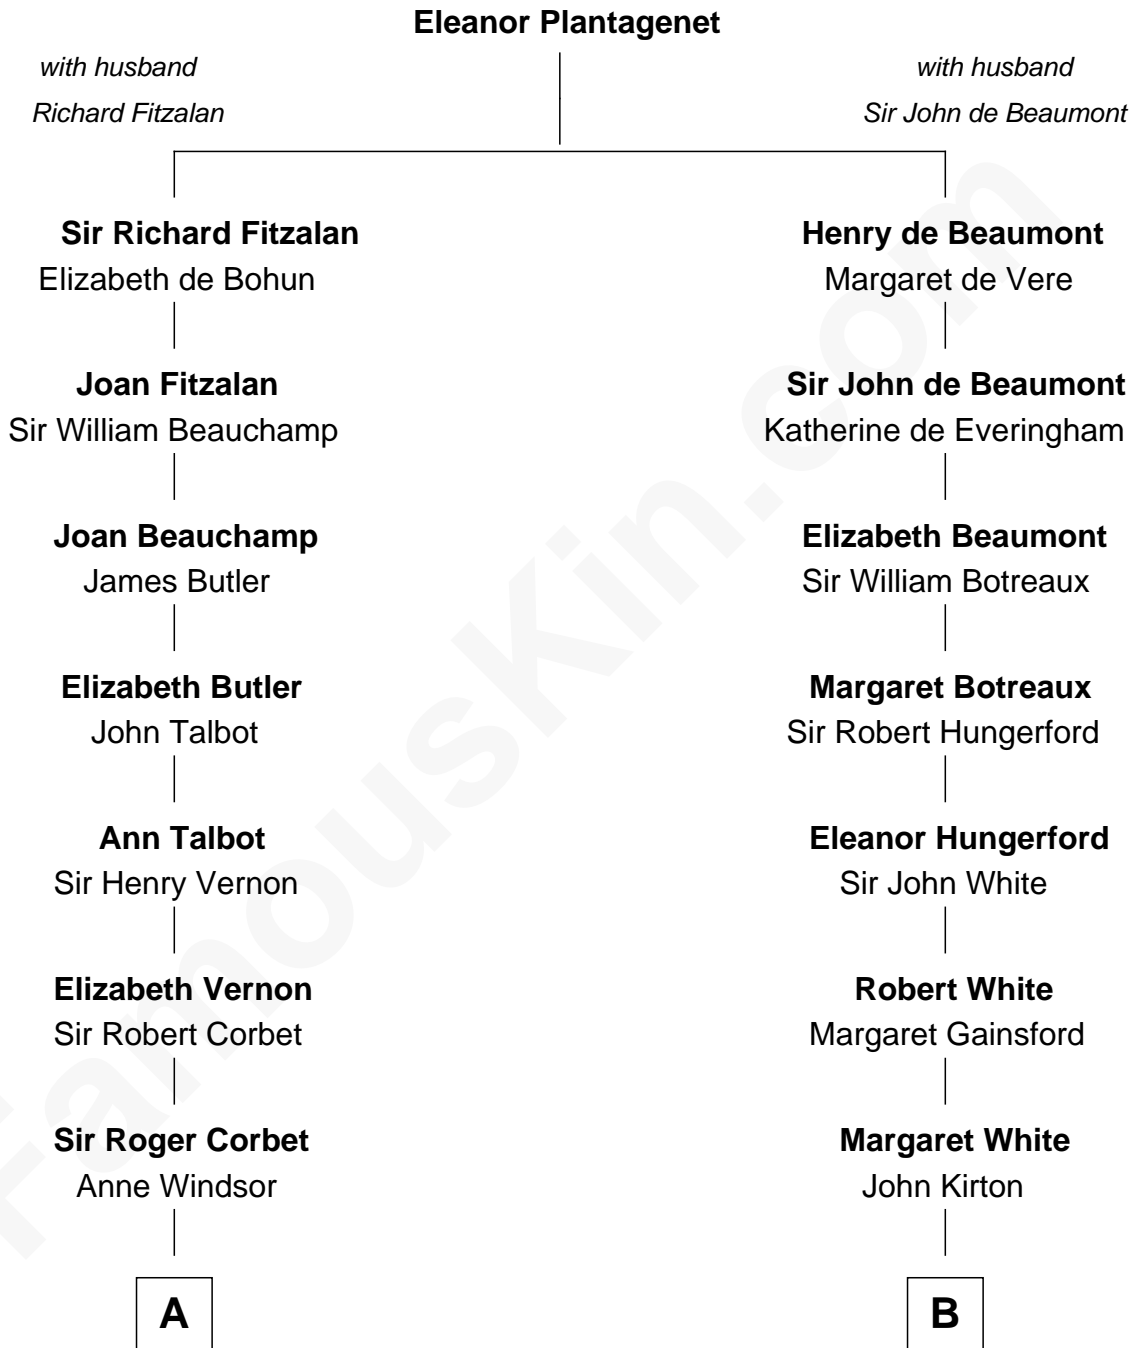 Eleanor Plantagenet
with husband
Richard Fitzalan
with husband
Sir John de Beaumont
Sir Richard Fitzalan
Elizabeth de Bohun
Henry de Beaumont
Margaret de Vere
Joan Fitzalan
Sir William Beauchamp
Sir John de Beaumont
Katherine de Everingham
Joan Beauchamp
James Butler
Elizabeth Beaumont
Sir William Botreaux
Elizabeth Butler
John Talbot
Margaret Botreaux
Sir Robert Hungerford
Ann Talbot
Sir Henry Vernon
Eleanor Hungerford
Sir John White
Elizabeth Vernon
Sir Robert Corbet
Robert White
Margaret Gainsford
Sir Roger Corbet
Anne Windsor
Margaret White
John Kirton
A
B
FamousKin.com